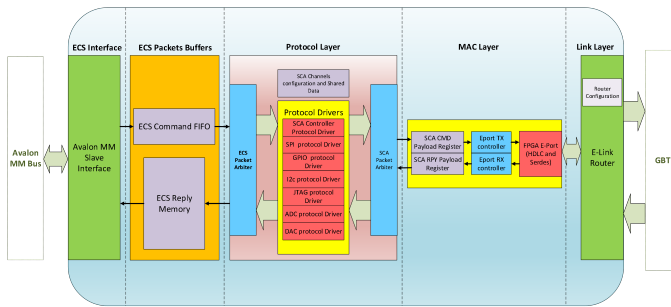 ECS Interface
ECS Packets Buffers
Protocol Layer
MAC Layer
Link Layer
Avalon
MM Bus
Avalon MM
Slave
Interface
ECS Command FIFO
ECS Reply
Memory
ECS
Packet
Arbiter
SCA Channels
configuration and Shared
Data
Protocol Drivers
SCA Controller
Protocol Driver
SPI protocol Driver
GPIO protocol
Driver
I2c protocol Driver
JTAG protocol
Driver
ADC protocol Driver
DAC protocol Driver
SCA
Packet
Arbiter
SCA CMD
Payload Register
SCA RPY Payload
Register
Eport TX
controller
Eport RX
controller
FPGA E-Port
(HDLC and
Serdes)
Router
Configuration
E-Link
Router
GBT